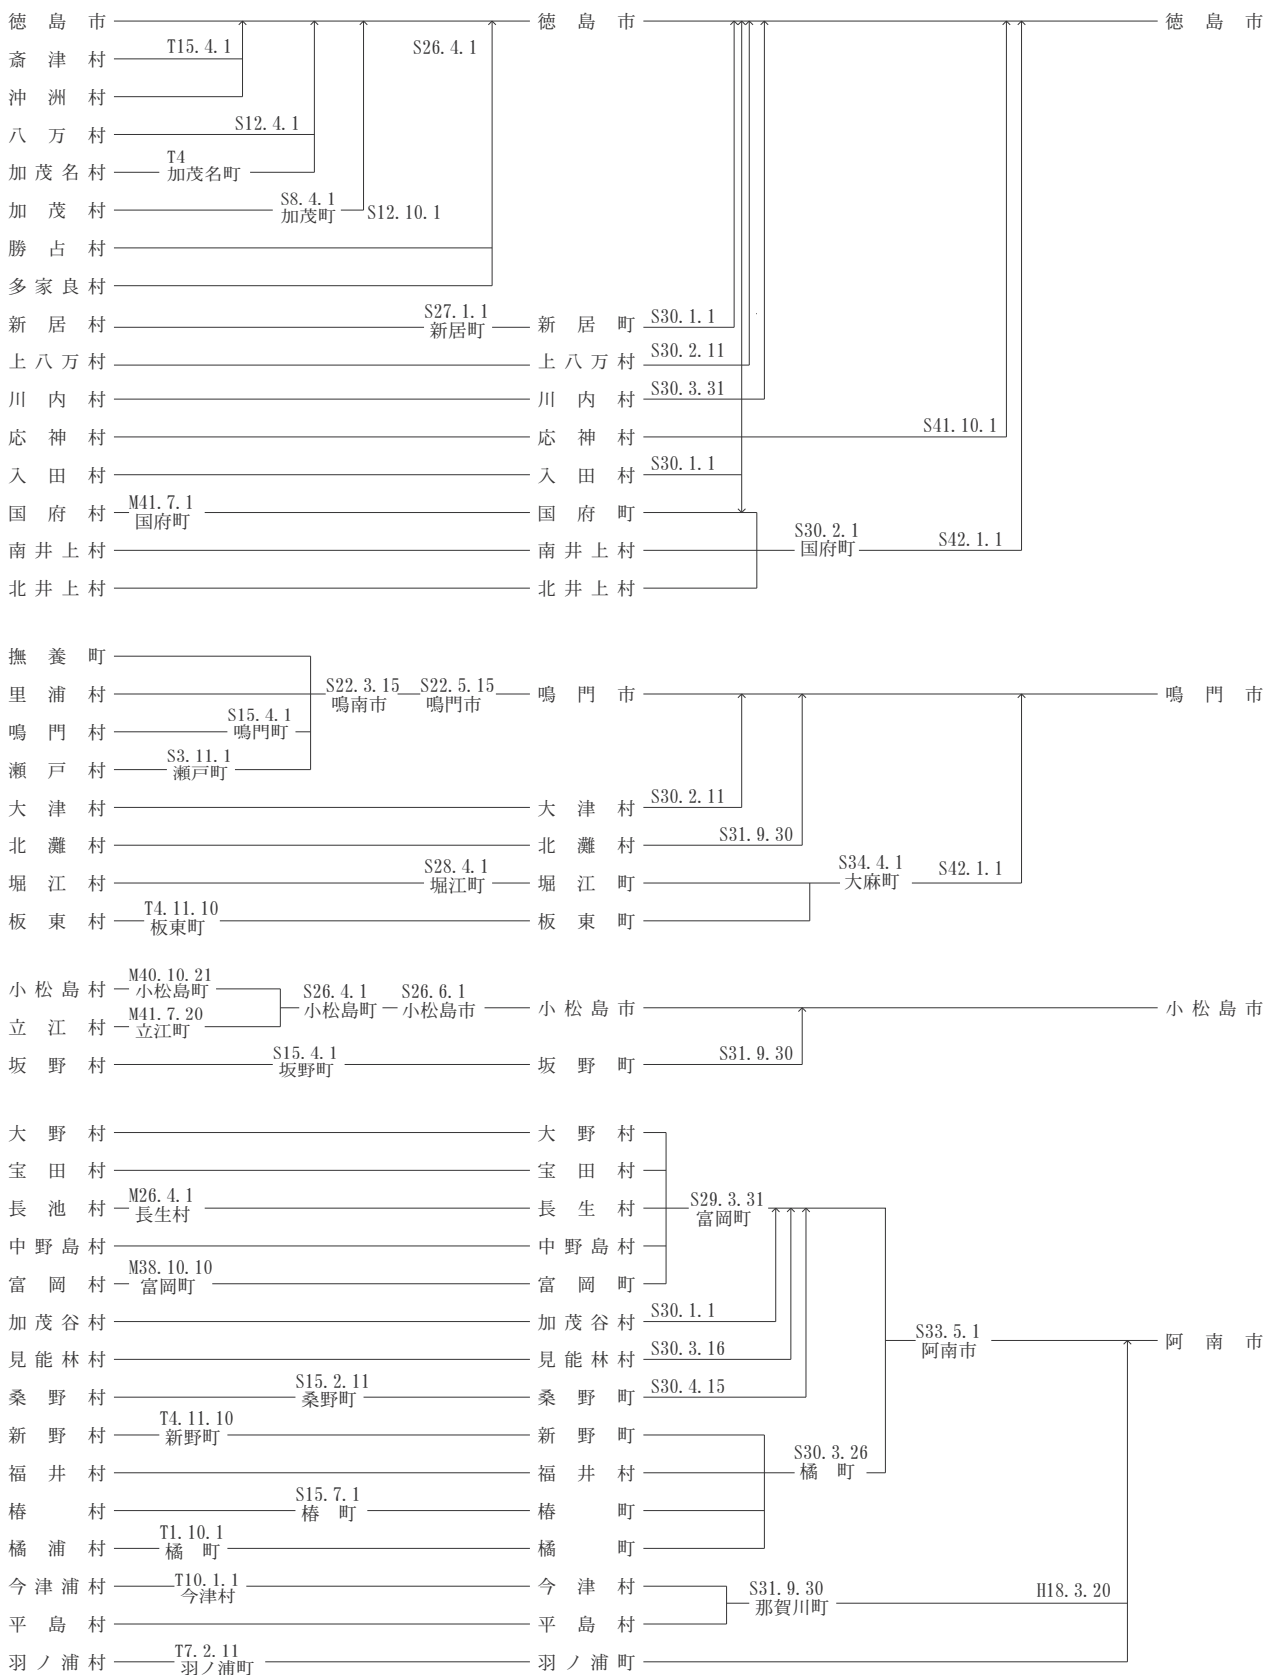 徳島市 徳島市 徳島市
斎津村 T15.4.1 S26.4.1
沖洲村
八万村 S12.4.1
加茂名村 T4 加茂名町
加茂村 S8.4.1 加茂町 S12.10.1
勝占村
多家良村
新居村 S27.1.1 新居町 新居町 S30.1.1
上八万村 上八万村 S30.2.11
川内村 川内村 S30.3.31
応神村 応神村 S41.10.1
入田村 入田村 S30.1.1
国府村 M41.7.1 国府町 国府町
南井上村 南井上村 S30.2.1 国府町 S42.1.1
北井上村 北井上村
撫養町
里浦村 S22.3.15 鳴南市 S22.5.15 鳴門市 鳴門市 鳴門市
鳴門村 S15.4.1 鳴門町
瀬戸村 S3.11.1 瀬戸町
大津村 大津村 S30.2.11
北灘村 北灘村 S31.9.30
堀江村 S28.4.1 堀江町 堀江町 S34.4.1 大麻町 S42.1.1
板東村 T4.11.10 板東町 板東町
小松島村 M40.10.21 小松島町 S26.4.1 小松島町 S26.6.1 小松島市 小松島市 小松島市
立江村 M41.7.20 立江町
坂野村 S15.4.1 坂野町 坂野町 S31.9.30
大野村 大野村
宝田村 宝田村
長池村 M26.4.1 長生村 長生村 S29.3.31 富岡町
中野島村 中野島村
富岡村 M38.10.10 富岡町 富岡町
加茂谷村 加茂谷村 S30.1.1
見能林村 見能林村 S30.3.16 S33.5.1 阿南市 阿南市
桑野村 S15.2.11 桑野町 桑野町 S30.4.15
新野村 T4.11.10 新野町 新野町
福井村 福井村 S30.3.26 橘町
椿村 S15.7.1 椿町 椿町
橘浦村 T1.10.1 橘町 橘町
今津浦村 T10.1.1 今津村 今津村 S31.9.30 那賀川町 H18.3.20
平島村 平島村
羽ノ浦村 T7.2.11 羽ノ浦町 羽ノ浦町